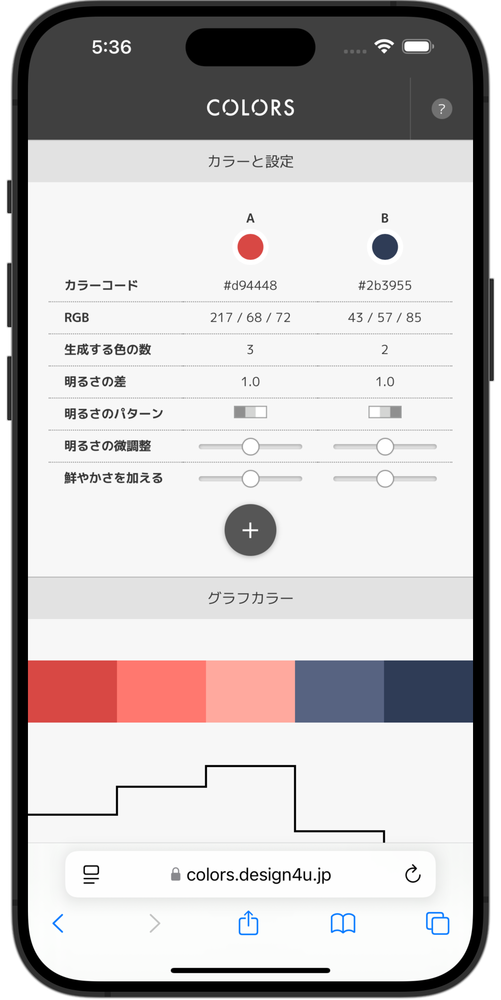 5:36
COLORS
?
カラーと設定
A B
カラーコード #d94448 #2b3955
RGB 217 / 68 / 72 43 / 57 / 85
生成する色の数 3 2
明るさの差 1.0 1.0
明るさのパターン
明るさの微調整
鮮やかさを加える
+
グラフカラー
colors.design4u.jp